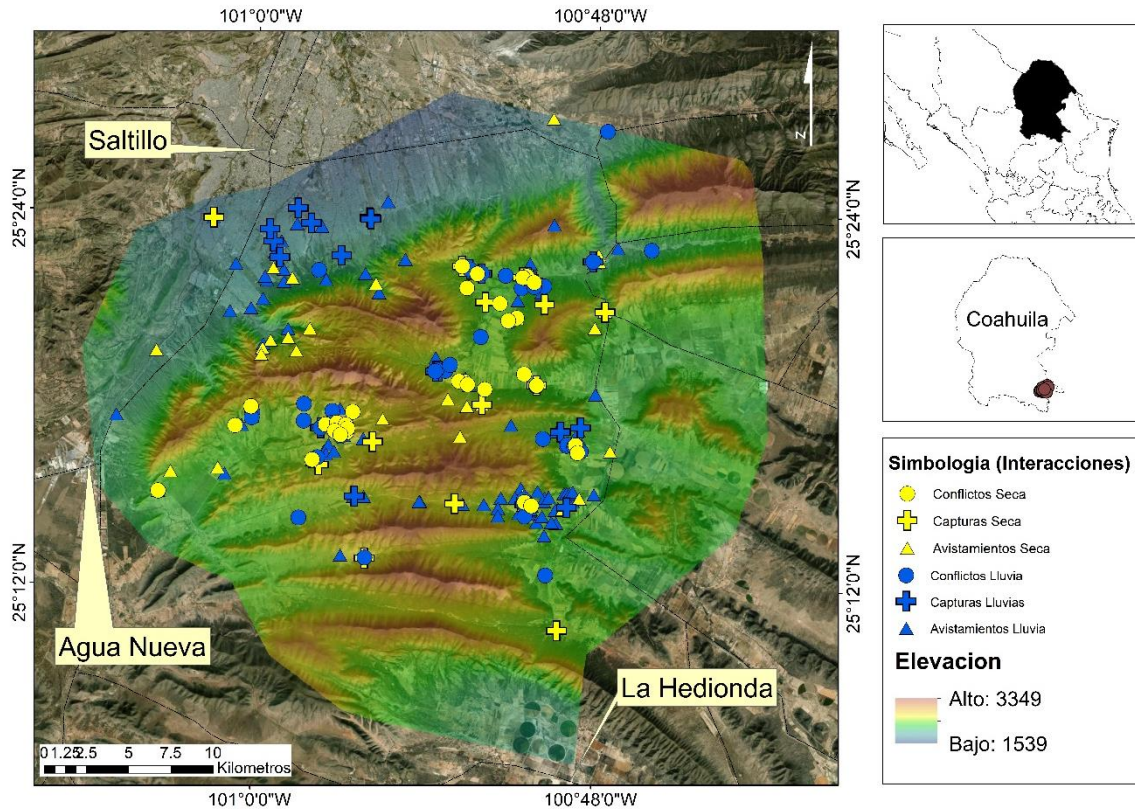 101°0'0"W
100°48'0"W
Saltillo
N
25°24'0"N
25°24'0"N
25°12'0"N
25°12'0"N
Agua Nueva
La Hedionda
0 1.25 2.5 5 7.5 10
Kilometros
101°0'0"W
100°48'0"W
Coahuila
Simbologia (Interacciones)
Conflictos Seca
Capturas Seca
Avistamientos Seca
Conflictos Lluvia
Capturas Lluvias
Avistamientos Lluvia
Elevacion
Alto: 3349
Bajo: 1539